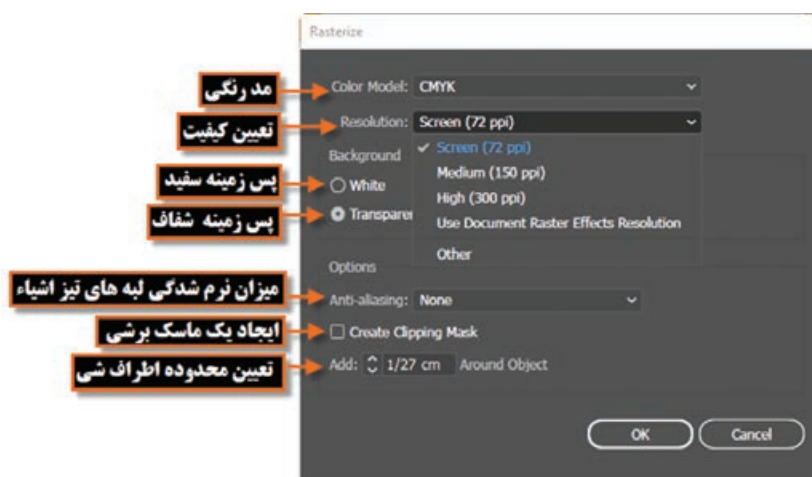 Rasterize
مد رنگی
Color Model: CMYK
تعیین کیفیت
Resolution: Screen (72 ppi)
Screen (72 ppi)
Background
Medium (150 ppi)
پس زمینه سفید
White
High (300 ppi)
پس زمینه شفاف
Transparen
Use Document Raster Effects Resolution
Other
Options
میزان نرم شدگی لبه های تیز اشیاء
Anti-aliasing: None
ایجاد یک ماسک برشی
Create Clipping Mask
تعیین محدوده اطراف شی
Add: 1/27 cm Around Object
OK
Cancel